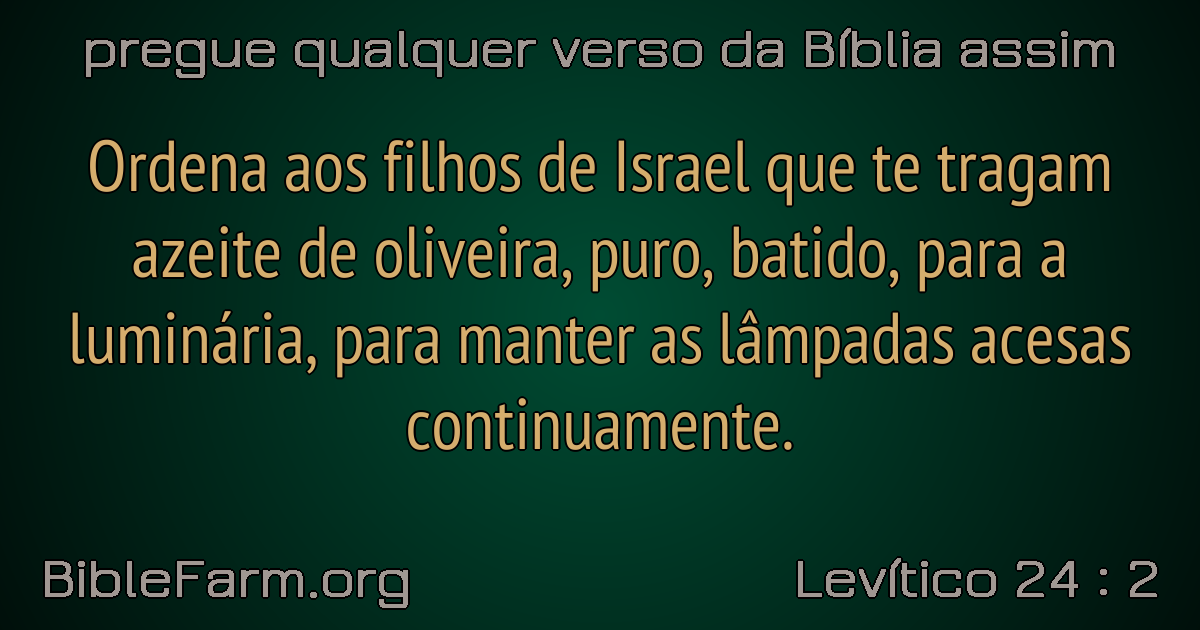 pregue qualquer verso da Bíblia assim
Ordena aos filhos de Israel que te tragam
azeite de oliveira, puro, batido, para a
luminária, para manter as lâmpadas acesas
continuamente.
BibleFarm.org
Levítico 24 : 2